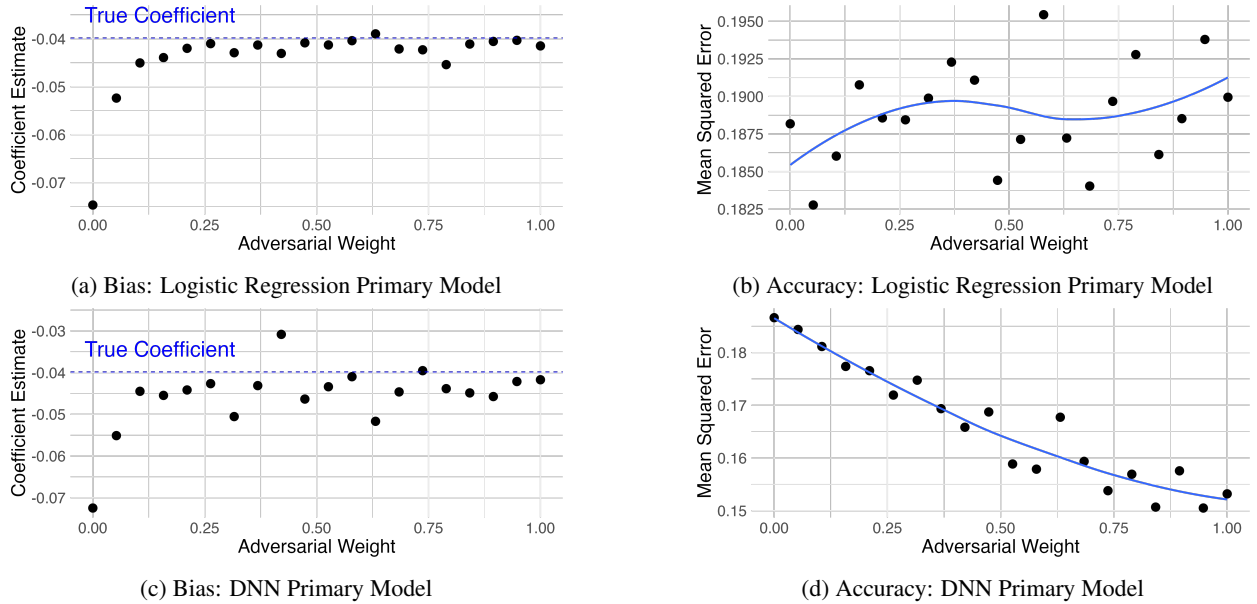 True Coefficient
-0.04
-0.05
-0.06
-0.07
Coefficient Estimate
0.00 0.25 0.50 0.75 1.00
Adversarial Weight
(a) Bias: Logistic Regression Primary Model
0.1950
0.1925
0.1900
0.1875
0.1850
0.1825
Mean Squared Error
0.00 0.25 0.50 0.75 1.00
Adversarial Weight
(b) Accuracy: Logistic Regression Primary Model
-0.03
True Coefficient
-0.04
-0.05
-0.06
-0.07
Coefficient Estimate
0.00 0.25 0.50 0.75 1.00
Adversarial Weight
(c) Bias: DNN Primary Model
0.18
0.17
0.16
0.15
Mean Squared Error
0.00 0.25 0.50 0.75 1.00
Adversarial Weight
(d) Accuracy: DNN Primary Model